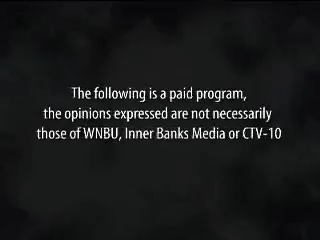 The following is a paid program,
the opinions expressed are not necessarily
those of WNBU, Inner Banks Media or CTV-10